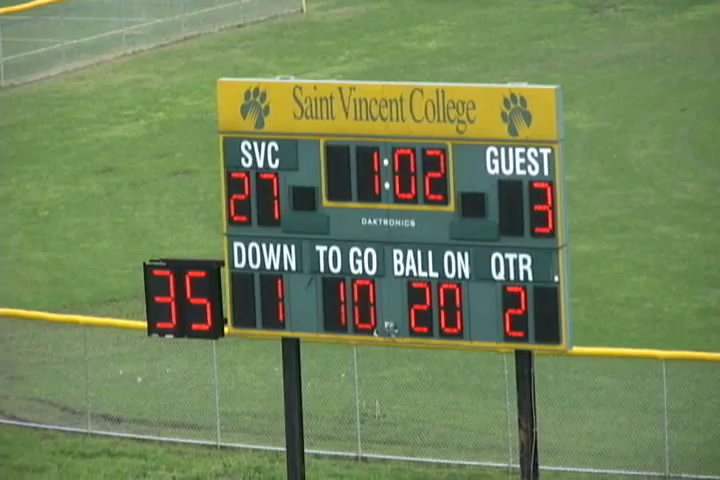 Saint Vincent College
SVC 1:02 GUEST
27 3
DAKTRONICS
DOWN TO GO BALL ON QTR
35 1 10 20 2